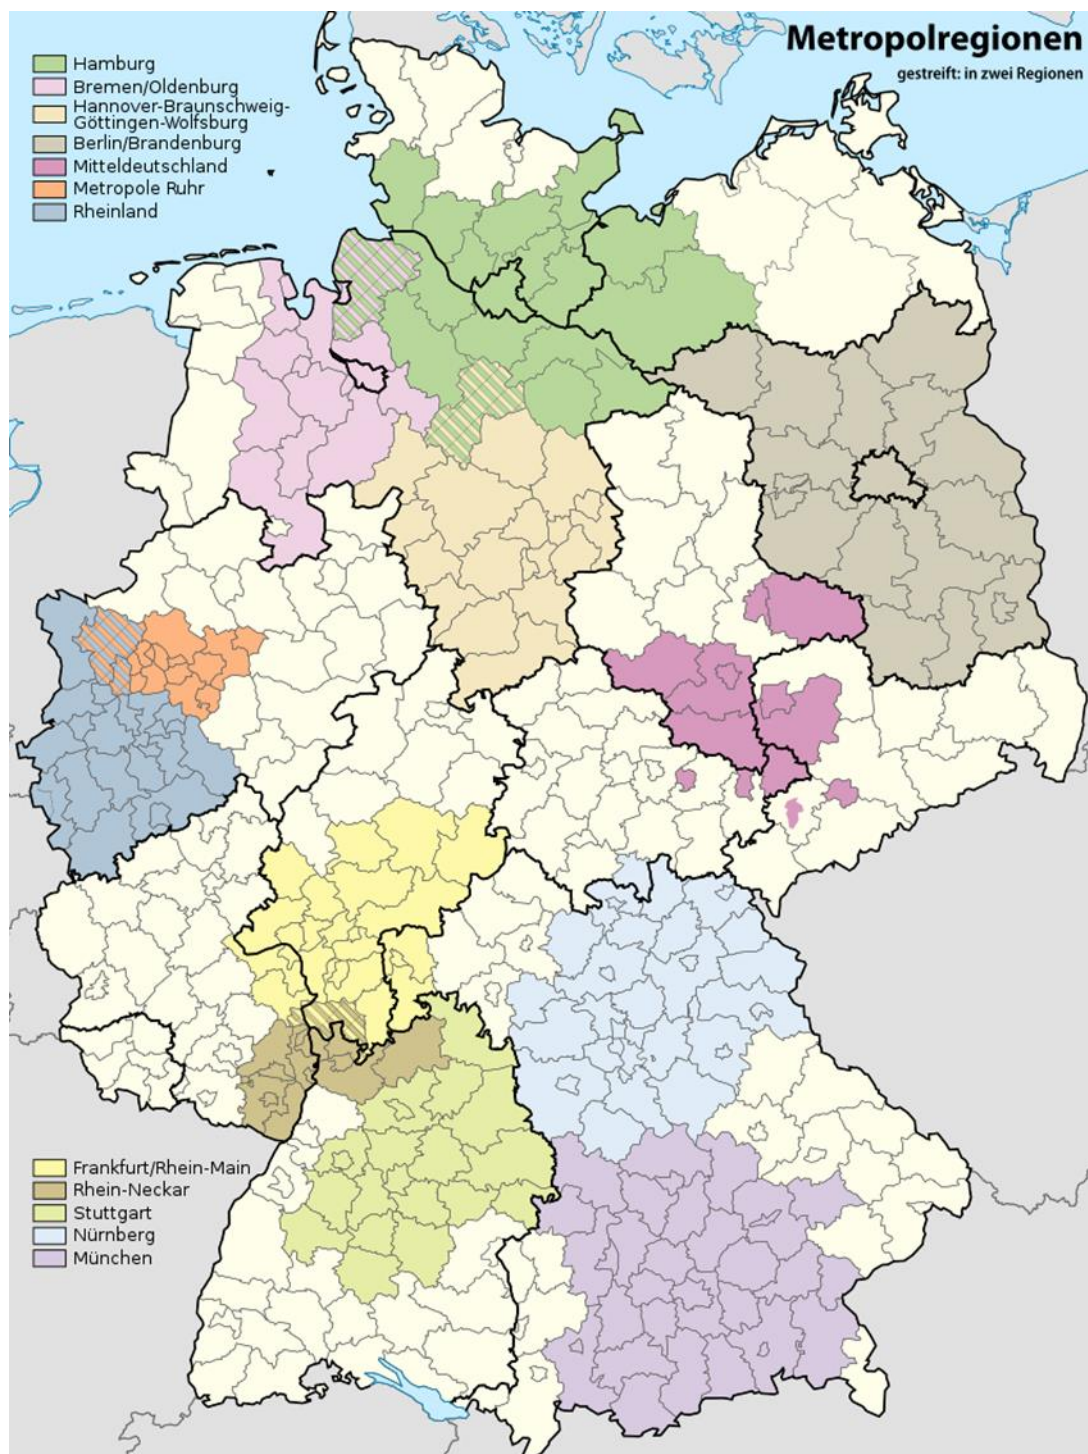 Metropolregionen
gestreift: in zwei Regionen
Hamburg
Bremen/Oldenburg
Hannover-Braunschweig-
Göttingen-Wolfsburg
Berlin/Brandenburg
Mitteldeutschland
Metropole Ruhr
Rheinland
Frankfurt/Rhein-Main
Rhein-Neckar
Stuttgart
Nürnberg
München